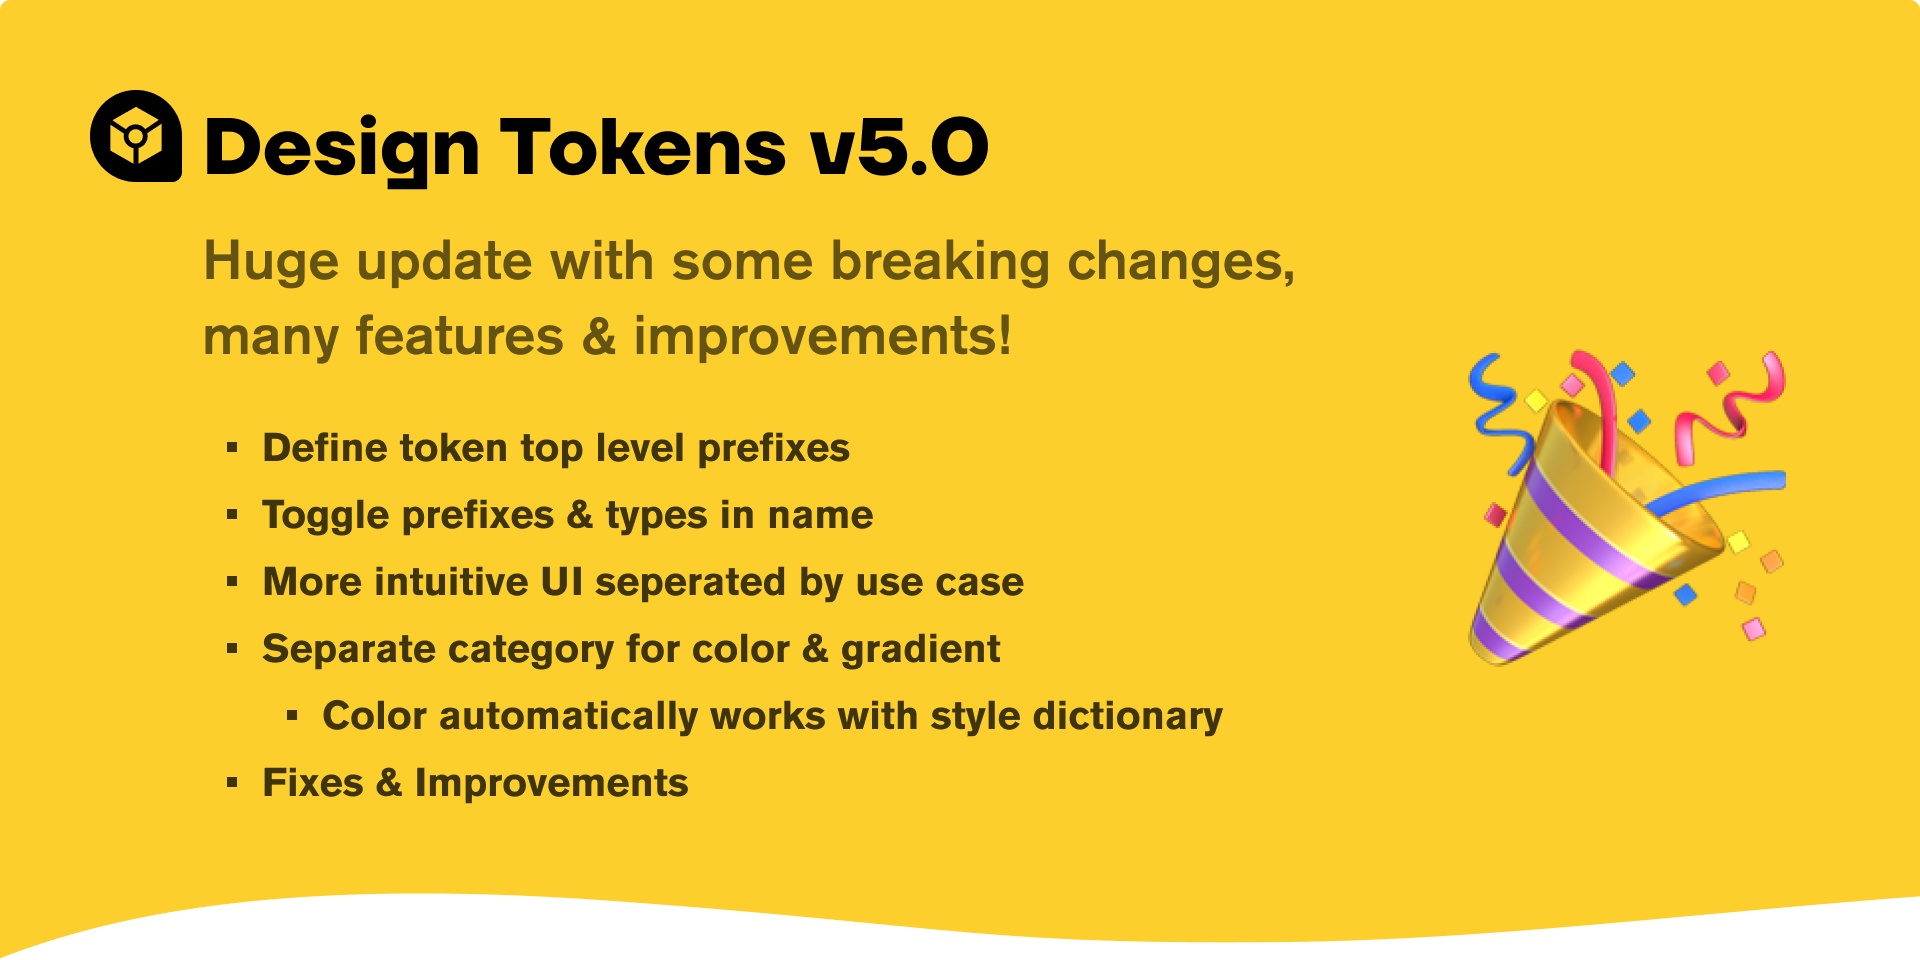 Design Tokens v5.0
Huge update with some breaking changes,
many features & improvements!
▪ Define token top level prefixes
▪ Toggle prefixes & types in name
▪ More intuitive UI seperated by use case
▪ Separate category for color & gradient
▪ Color automatically works with style dictionary
▪ Fixes & Improvements